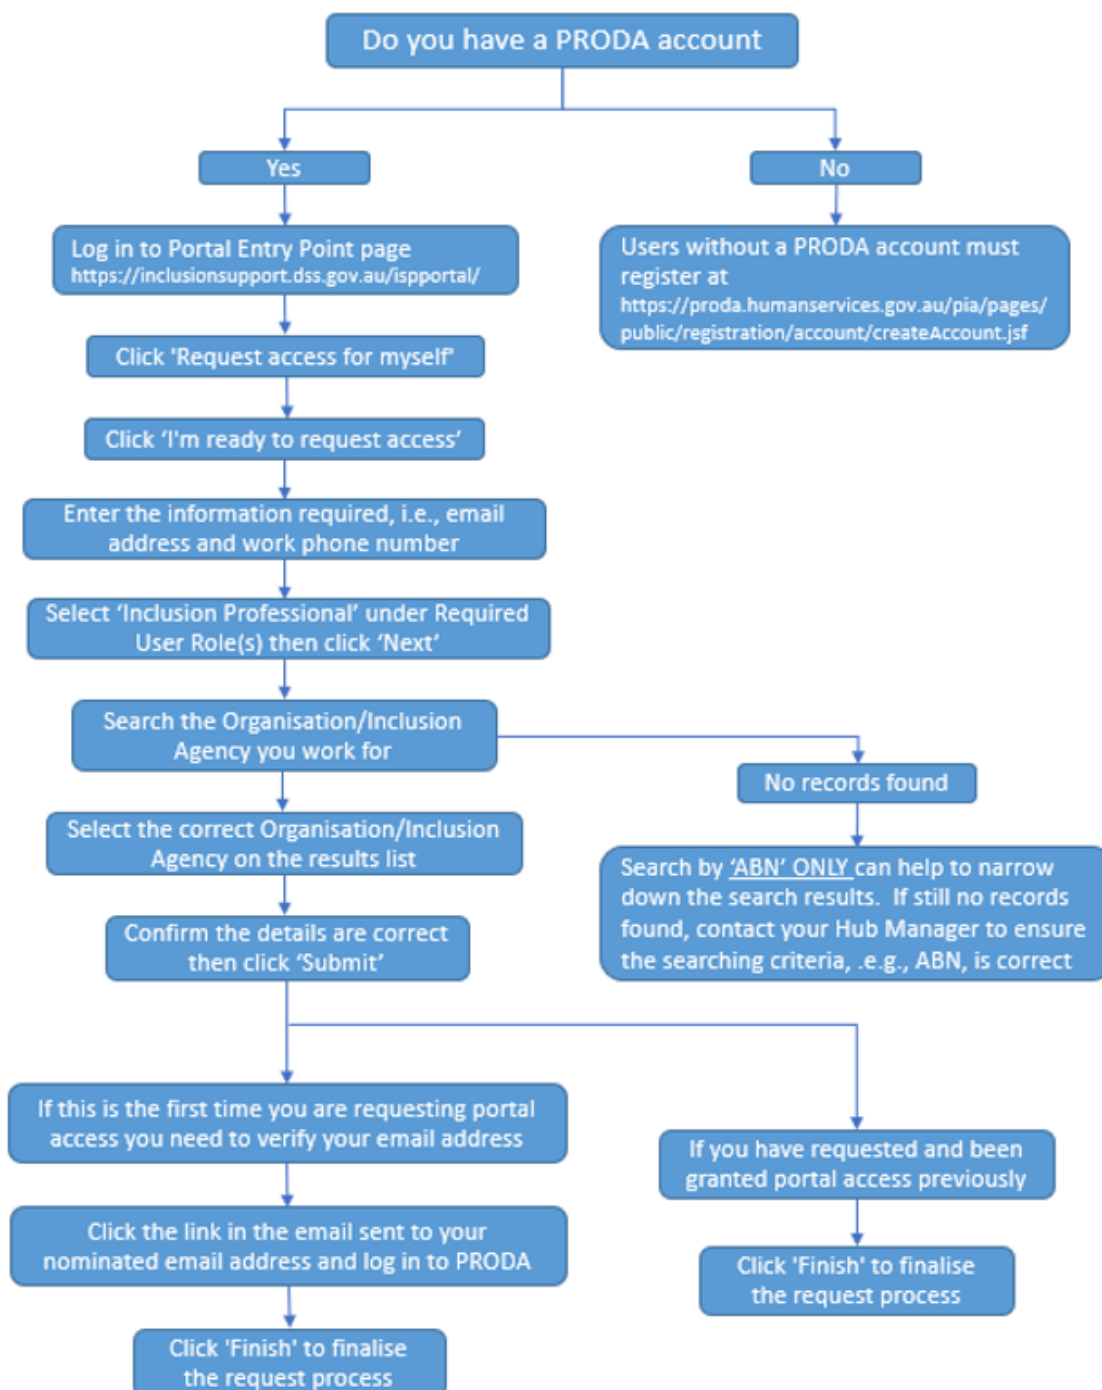 Do you have a PRODA account
Yes
No
Log in to Portal Entry Point page
https://inclusionsupport.dss.gov.au/ispportal/
Users without a PRODA account must
register at
https://proda.humanservices.gov.au/pia/pages/
public/registration/account/createAccount.jsf
Click 'Request access for myself'
Click ‘I'm ready to request access’
Enter the information required, i.e., email
address and work phone number
Select ‘Inclusion Professional’ under Required
User Role(s) then click ‘Next’
Search the Organisation/Inclusion
Agency you work for
No records found
Select the correct Organisation/Inclusion
Agency on the results list
Search by ‘ABN’ ONLY can help to narrow
down the search results.  If still no records
found, contact your Hub Manager to ensure
the searching criteria, .e.g., ABN, is correct
Confirm the details are correct
then click ‘Submit’
If this is the first time you are requesting portal
access you need to verify your email address
If you have requested and been
granted portal access previously
Click the link in the email sent to your
nominated email address and log in to PRODA
Click 'Finish' to finalise
the request process
Click 'Finish' to finalise
the request process